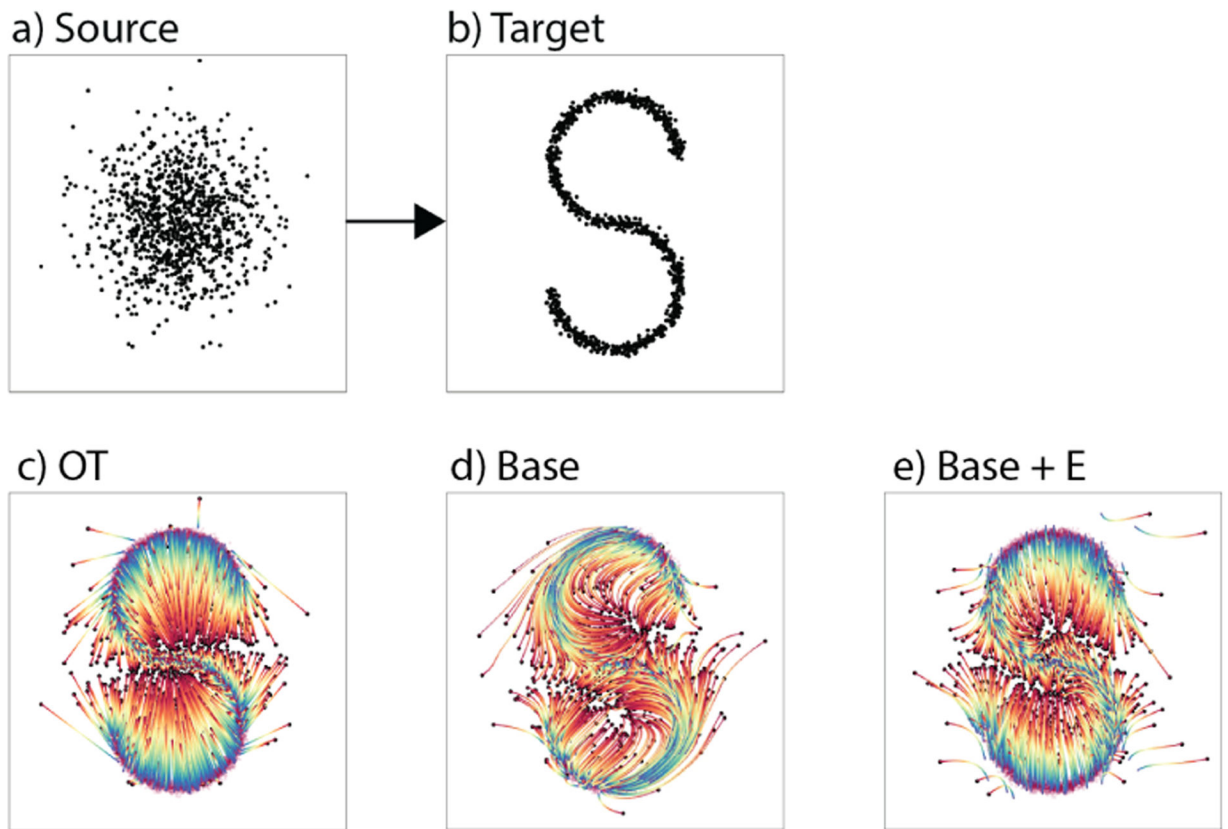 a) Source
b) Target
c) OT
d) Base
e) Base + E